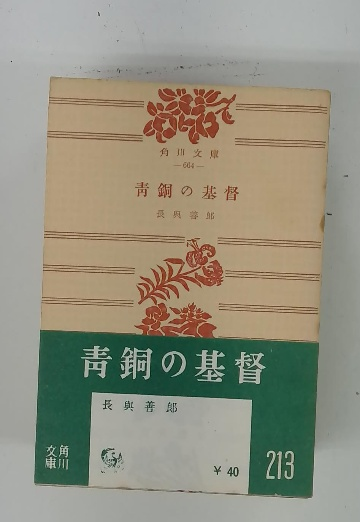 角川文庫
—664—
青銅の基督
長與善郎
青銅の基督
長與善郎
角川
文庫
¥ 40
213